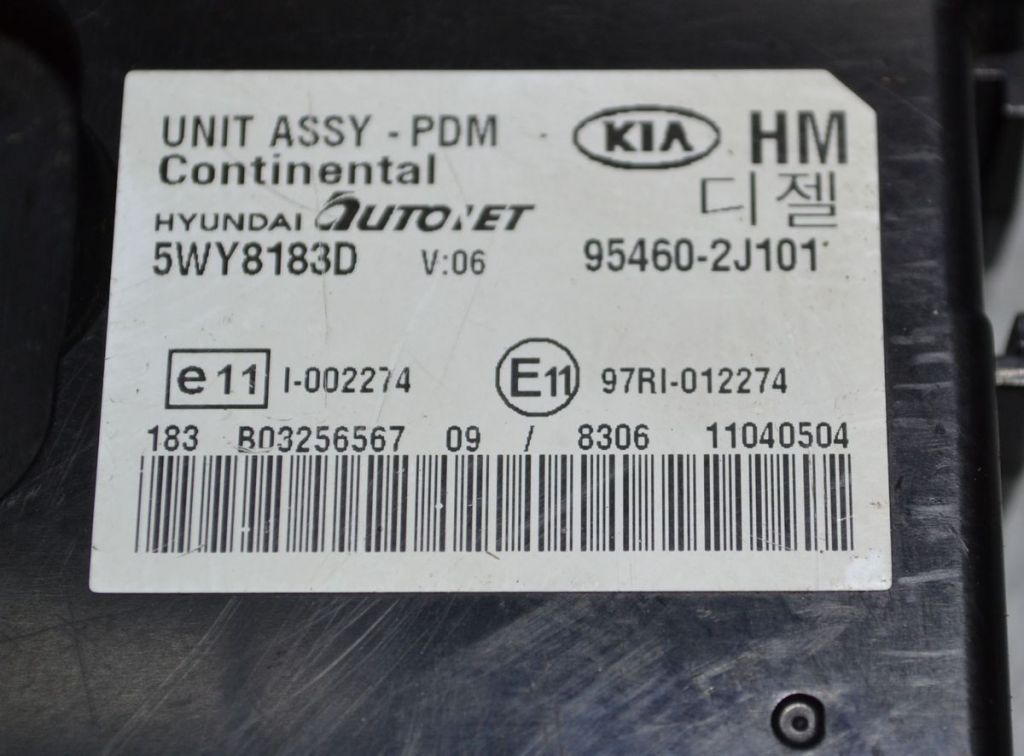 UNIT ASSY - PDM KIA HM
Continental 디젤
HYUNDAI AUTONET
5WY8183D V:06 95460-2J101
e11 I-002274 E11 97RI-012274
183 B03256567 09 / 8306 11040504